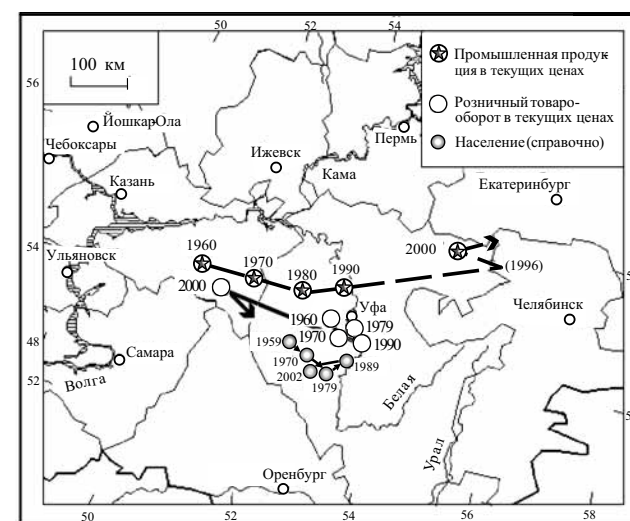 50
52
54
56
100 км
Промышленная продук-
ция в текущих ценах
Розничный товаро-
оборот в текущих ценах
Население (справочно)
Йошкар-Ола
Чебоксары
Ижевск
Пермь
Кама
Казань
Екатеринбург
54
Ульяновск
1960
1970
1980
1990
2000
(1996)
2000
Уфа
1960
1979
1970
1990
Челябинск
48
52
Самара
Волга
1959
1970
2002
1979
1989
Белая
Урал
Оренбург
50
52
54
56
58